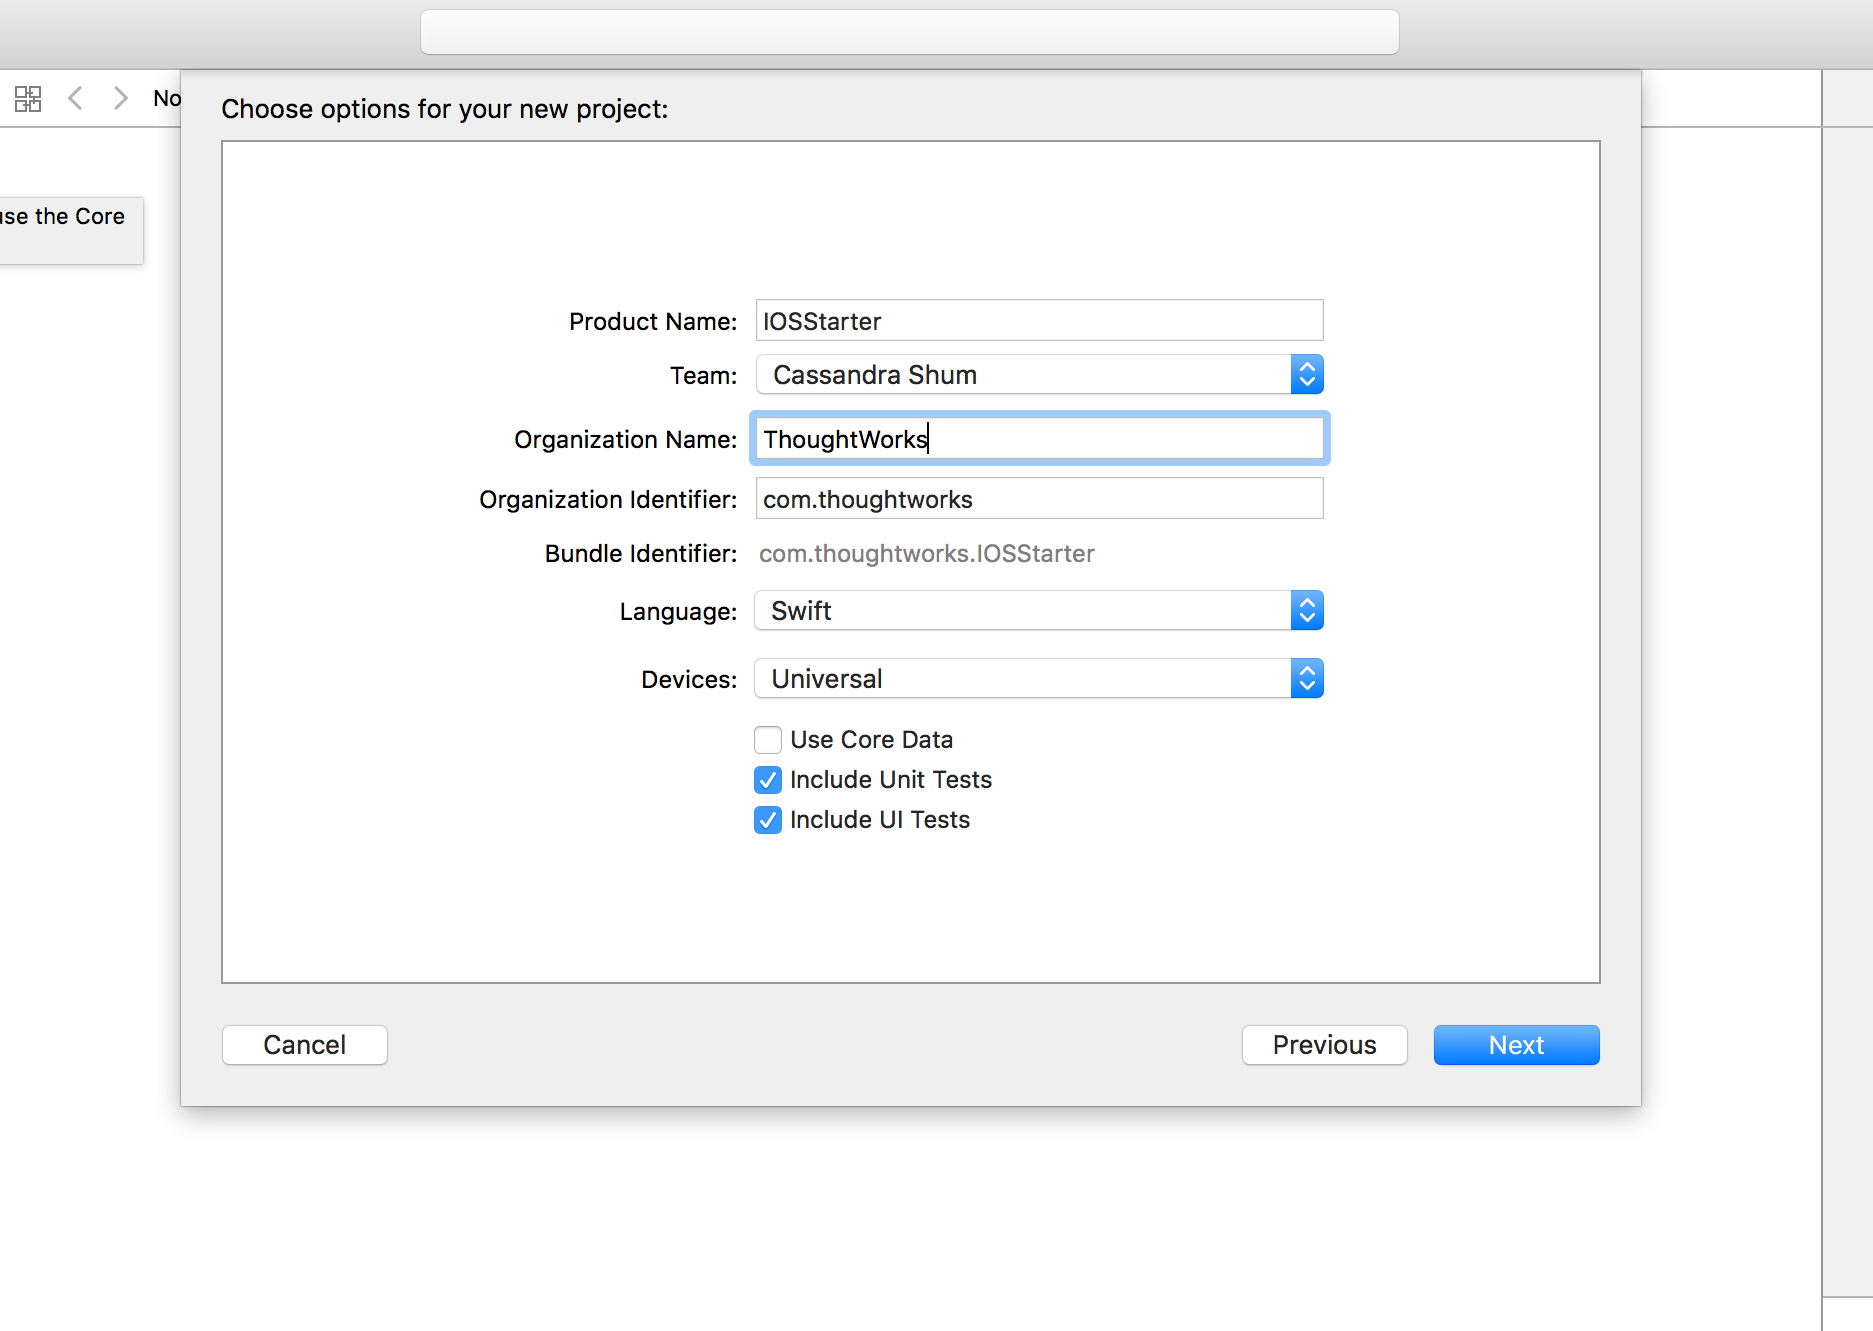 No
Choose options for your new project:
use the Core
Product Name: IOSStarter
Team: Cassandra Shum
Organization Name: ThoughtWorks
Organization Identifier: com.thoughtworks
Bundle Identifier: com.thoughtworks.IOSStarter
Language: Swift
Devices: Universal
Use Core Data
Include Unit Tests
Include UI Tests
Cancel Previous Next